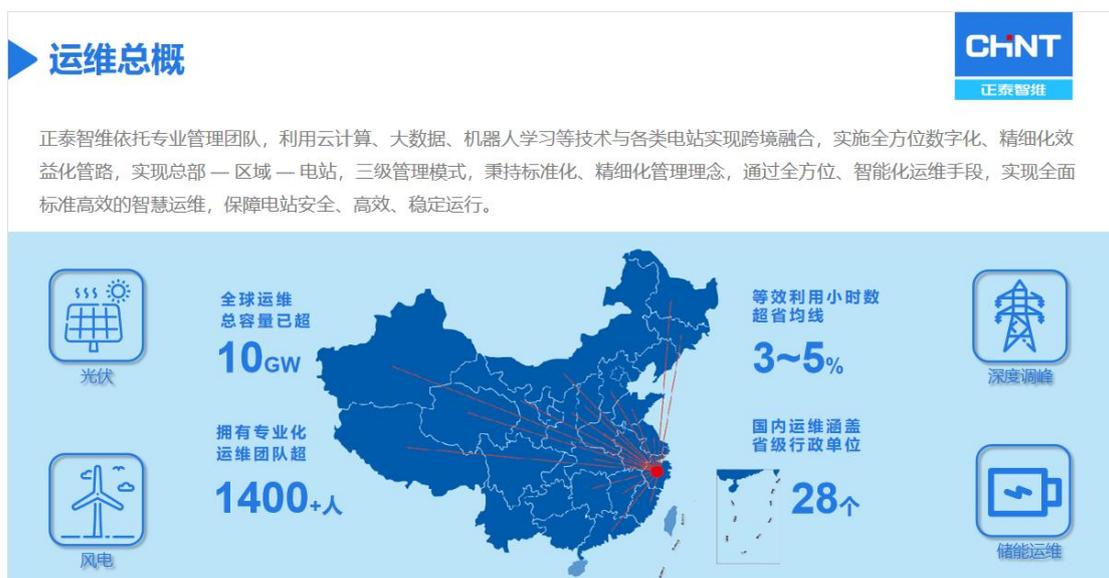 运维总概
CHNT
正泰智维
正泰智维依托专业管理团队，利用云计算、大数据、机器人学习等技术与各类电站实现跨境融合，实施全方位数字化、精细化效
益化管路，实现总部 — 区域 — 电站，三级管理模式，秉持标准化、精细化管理理念，通过全方位、智能化运维手段，实现全面
标准高效的智慧运维，保障电站安全、高效、稳定运行。
光伏
全球运维
总容量已超
10GW
等效利用小时数
超省均线
3~5%
深度调峰
拥有专业化
运维团队超
1400+人
国内运维涵盖
省级行政单位
28个
风电
储能运维